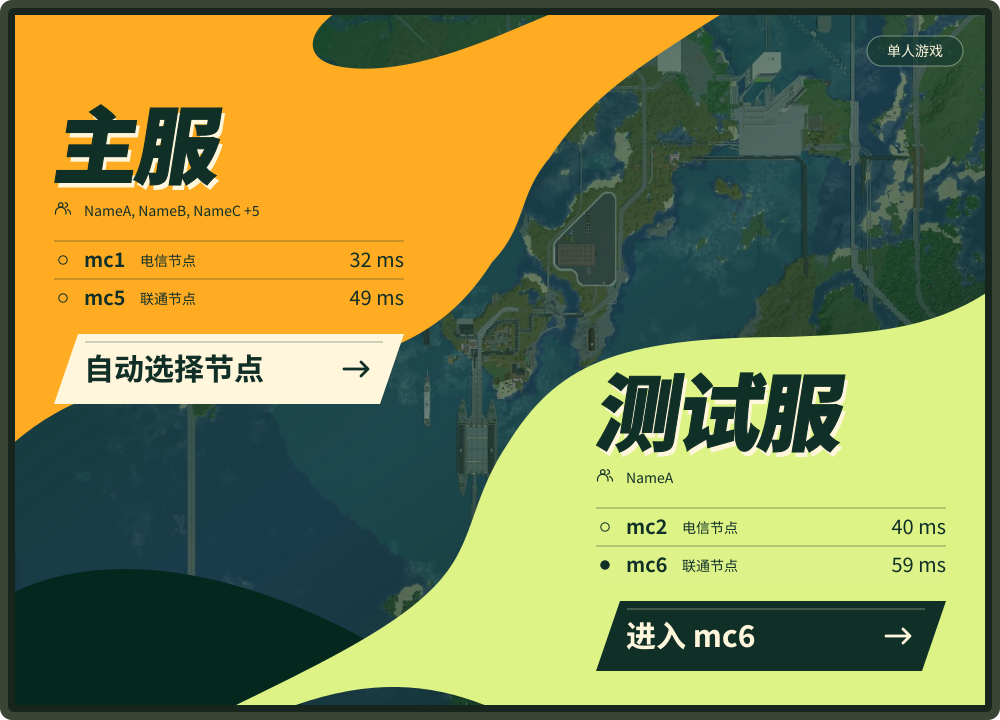 单人游戏
主服
NameA, NameB, NameC +5
mc1 电信节点 32 ms
mc5 联通节点 49 ms
自动选择节点 →
测试服
NameA
mc2 电信节点 40 ms
mc6 联通节点 59 ms
进入 mc6 →